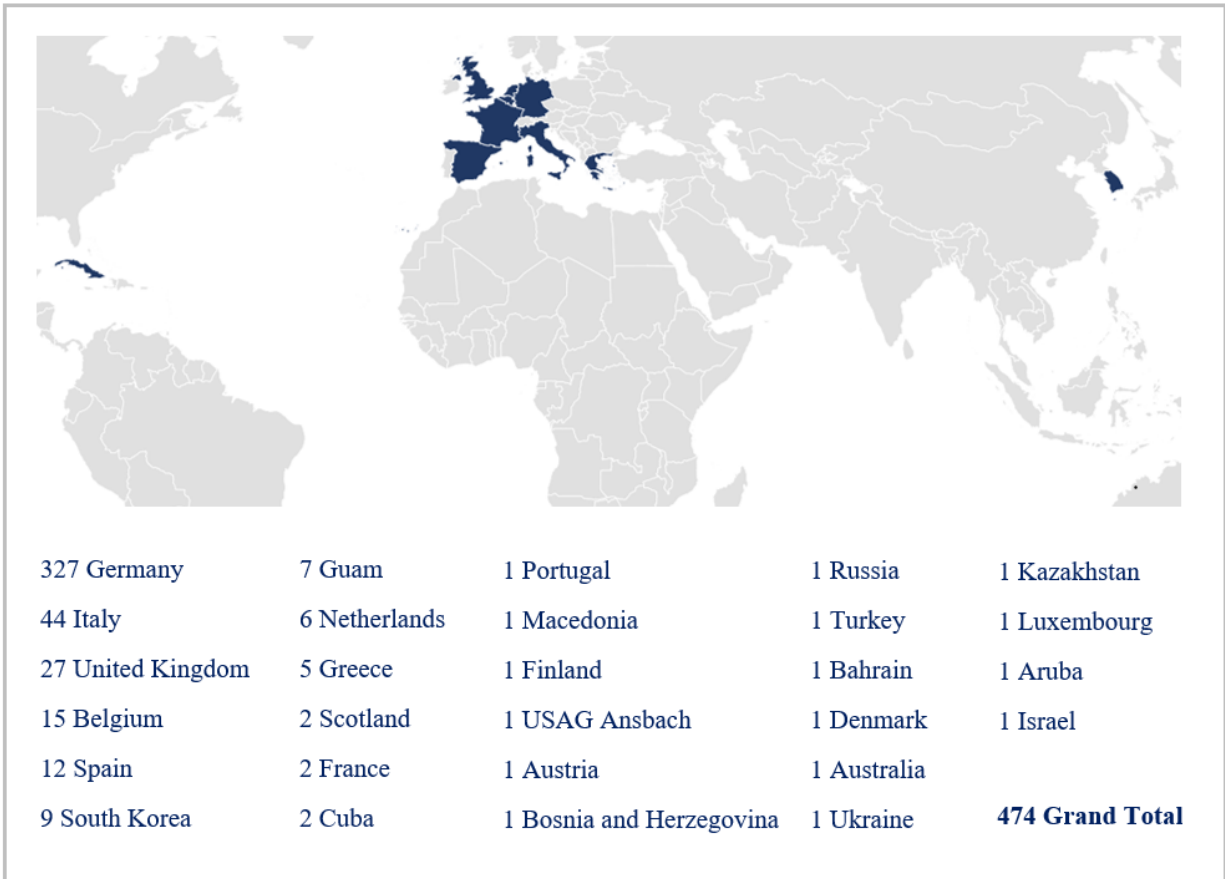 327 Germany
44 Italy
27 United Kingdom
15 Belgium
12 Spain
9 South Korea
7 Guam
6 Netherlands
5 Greece
2 Scotland
2 France
2 Cuba
1 Portugal
1 Macedonia
1 Finland
1 USAG Ansbach
1 Austria
1 Bosnia and Herzegovina
1 Russia
1 Turkey
1 Bahrain
1 Denmark
1 Australia
1 Ukraine
1 Kazakhstan
1 Luxembourg
1 Aruba
1 Israel
474 Grand Total